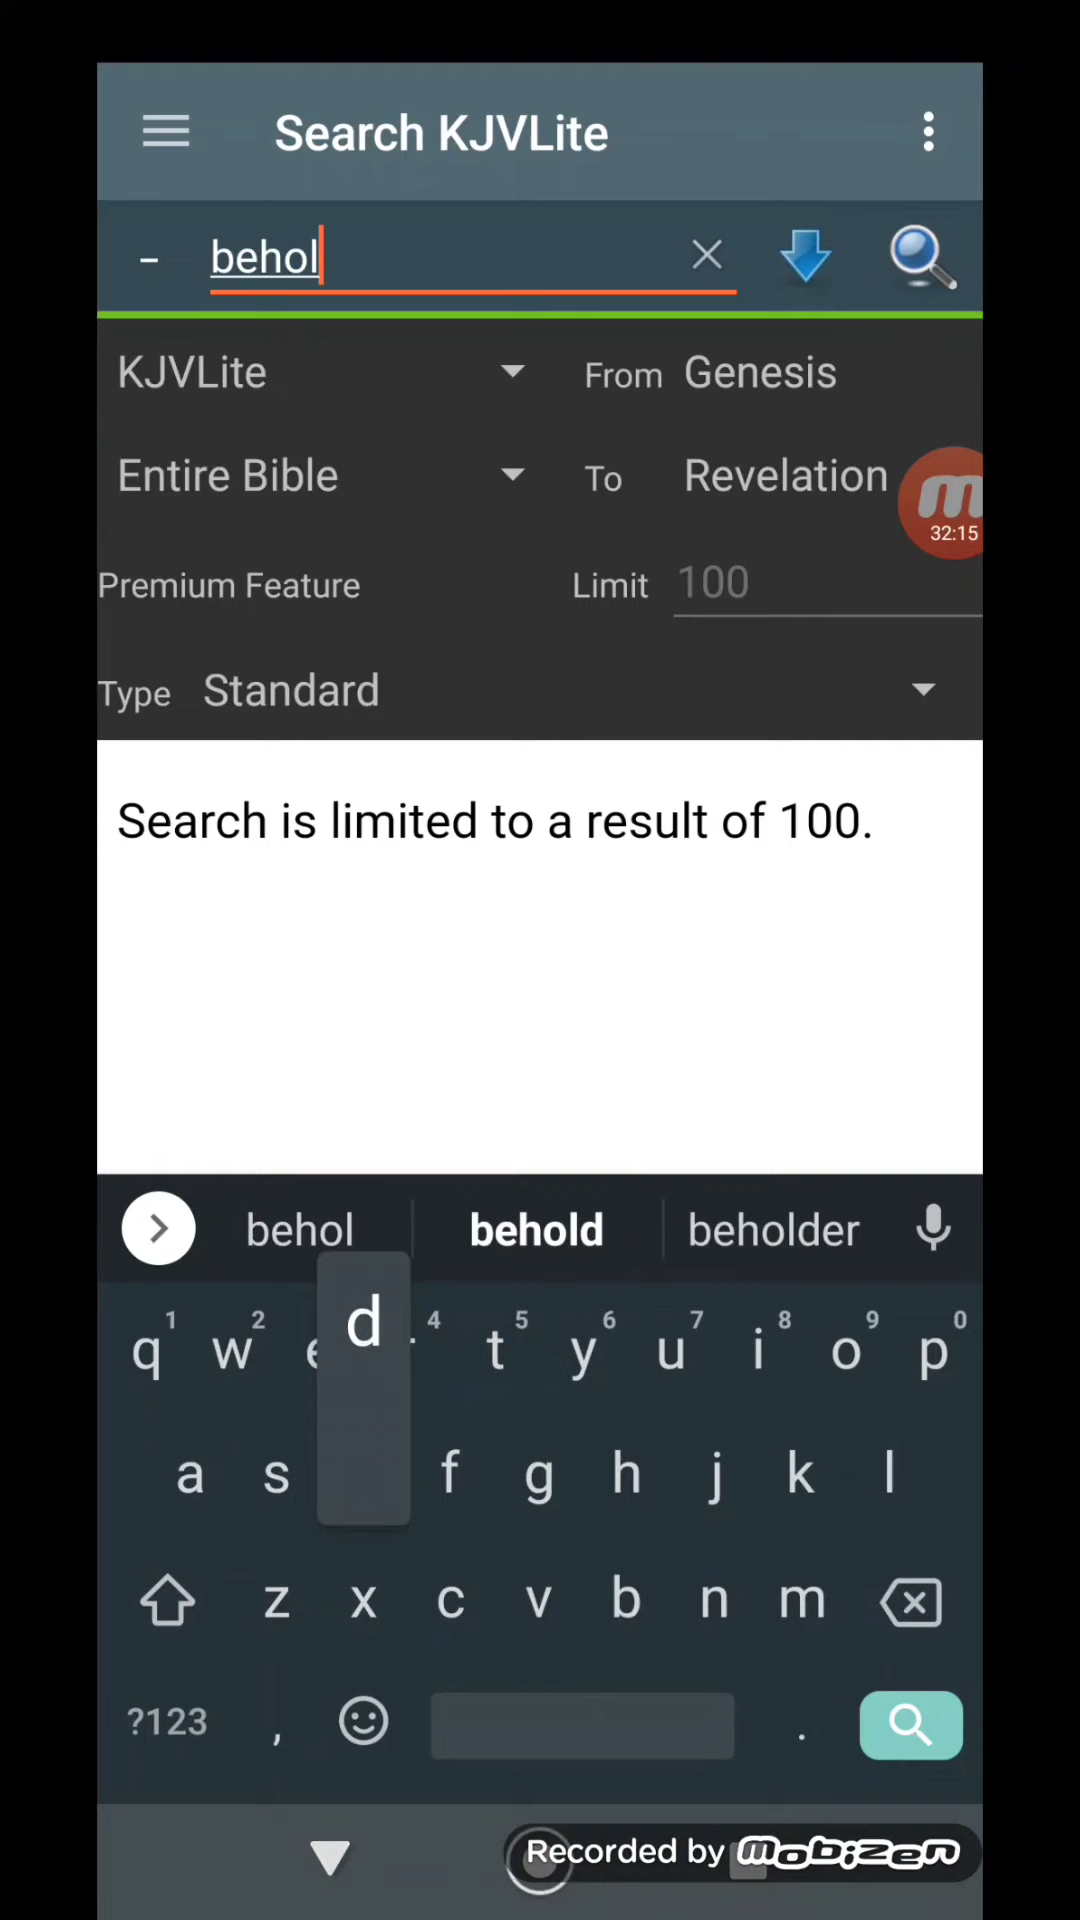 Search KJVLite
- behol
KJVLite From Genesis
Entire Bible To Revelation
m
32:15
Premium Feature Limit 100
Type Standard
Search is limited to a result of 100.
behol behold beholder
d
1 2 4 5 6 7 8 9 0
q w e t y u i o p
a s f g h j k l
z x c v b n m
?123 , .
Recorded by mobizen